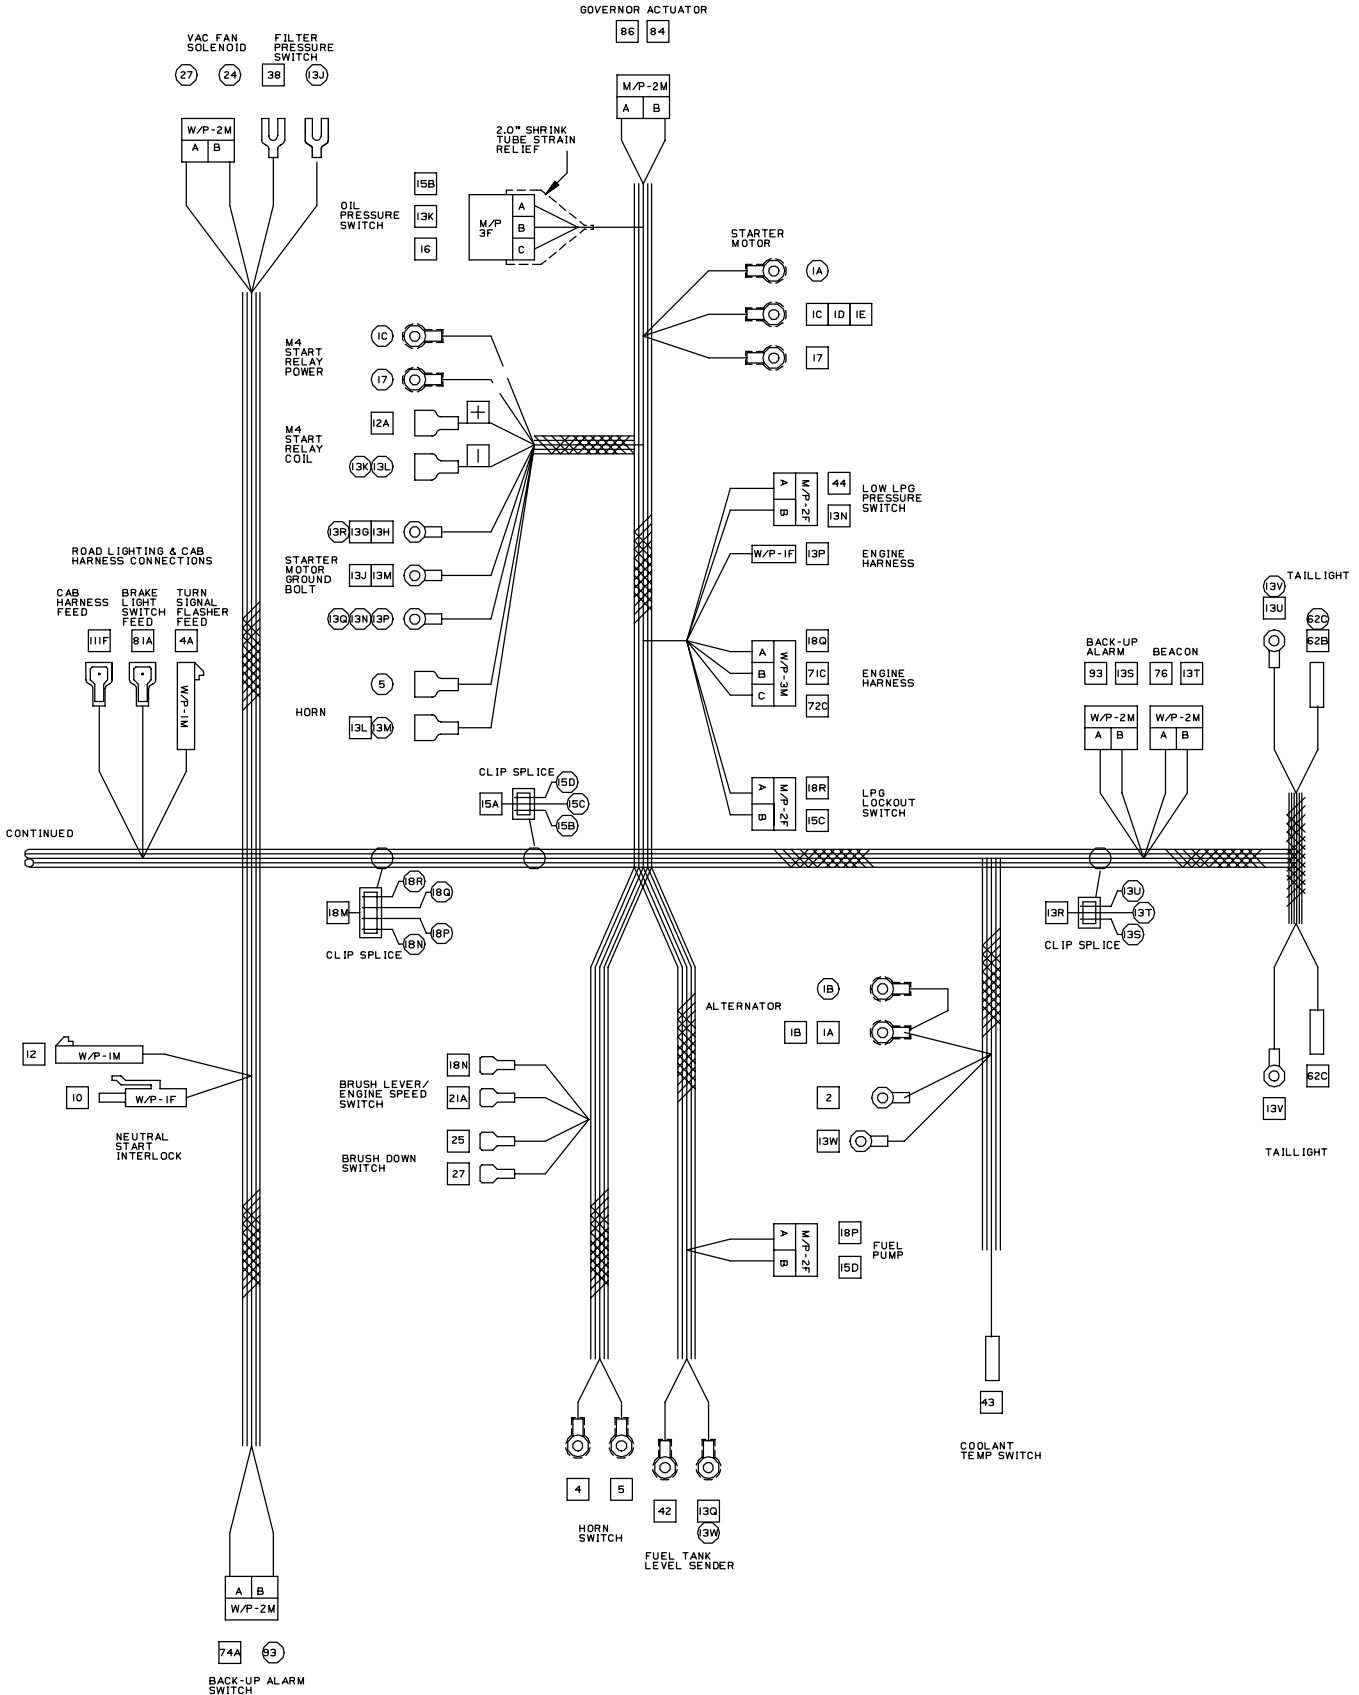 GOVERNOR ACTUATOR
86 84
M/P-2M
A B
VAC FAN
SOLENOID
27 24
W/P-2M
A B
FILTER
PRESSURE
SWITCH
38 13J
2.0" SHRINK
TUBE STRAIN
RELIEF
OIL
PRESSURE
SWITCH
15B
13K
16
M/P
3F
A
B
C
STARTER
MOTOR
1A
1C 1D 1E
17
M4
START
RELAY
POWER
1C
17
M4
START
RELAY
COIL
12A +
13K 13L –
13R 13G 13H
STARTER
MOTOR
GROUND
BOLT
13J 13M
13Q 13N 13P
HORN
5
13L 13M
A
B
M/P-2F
44
13N
LOW LPG
PRESSURE
SWITCH
W/P-1F 13P
ENGINE
HARNESS
A
B
C
W/P-3M
18Q
71C
72C
ENGINE
HARNESS
A
B
M/P-2F
18R
15C
LPG
LOCKOUT
SWITCH
ROAD LIGHTING & CAB
HARNESS CONNECTIONS
CAB
HARNESS
FEED
111F
BRAKE
LIGHT
SWITCH
FEED
81A
TURN
SIGNAL
FLASHER
FEED
4A
W/P-1M
CONTINUED
CLIP SPLICE
15A
15D
15C
15B
18M
18R
18Q
18P
18N
CLIP SPLICE
BACK-UP
ALARM
93 13S
W/P-2M
A B
BEACON
76 13T
W/P-2M
A B
TAILLIGHT
13V
13U
62C
62B
13R
13U
13T
13S
CLIP SPLICE
12
W/P-1M
10
W/P-1F
NEUTRAL
START
INTERLOCK
BRUSH LEVER/
ENGINE SPEED
SWITCH
18N
21A
BRUSH DOWN
SWITCH
25
27
ALTERNATOR
1B
1B 1A
2
13W
62C
13V
TAILLIGHT
A
B
M/P-2F
18P
15D
FUEL
PUMP
43
COOLANT
TEMP SWITCH
4 5
HORN
SWITCH
42 13Q
13W
FUEL TANK
LEVEL SENDER
A B
W/P-2M
74A 93
BACK-UP ALARM
SWITCH